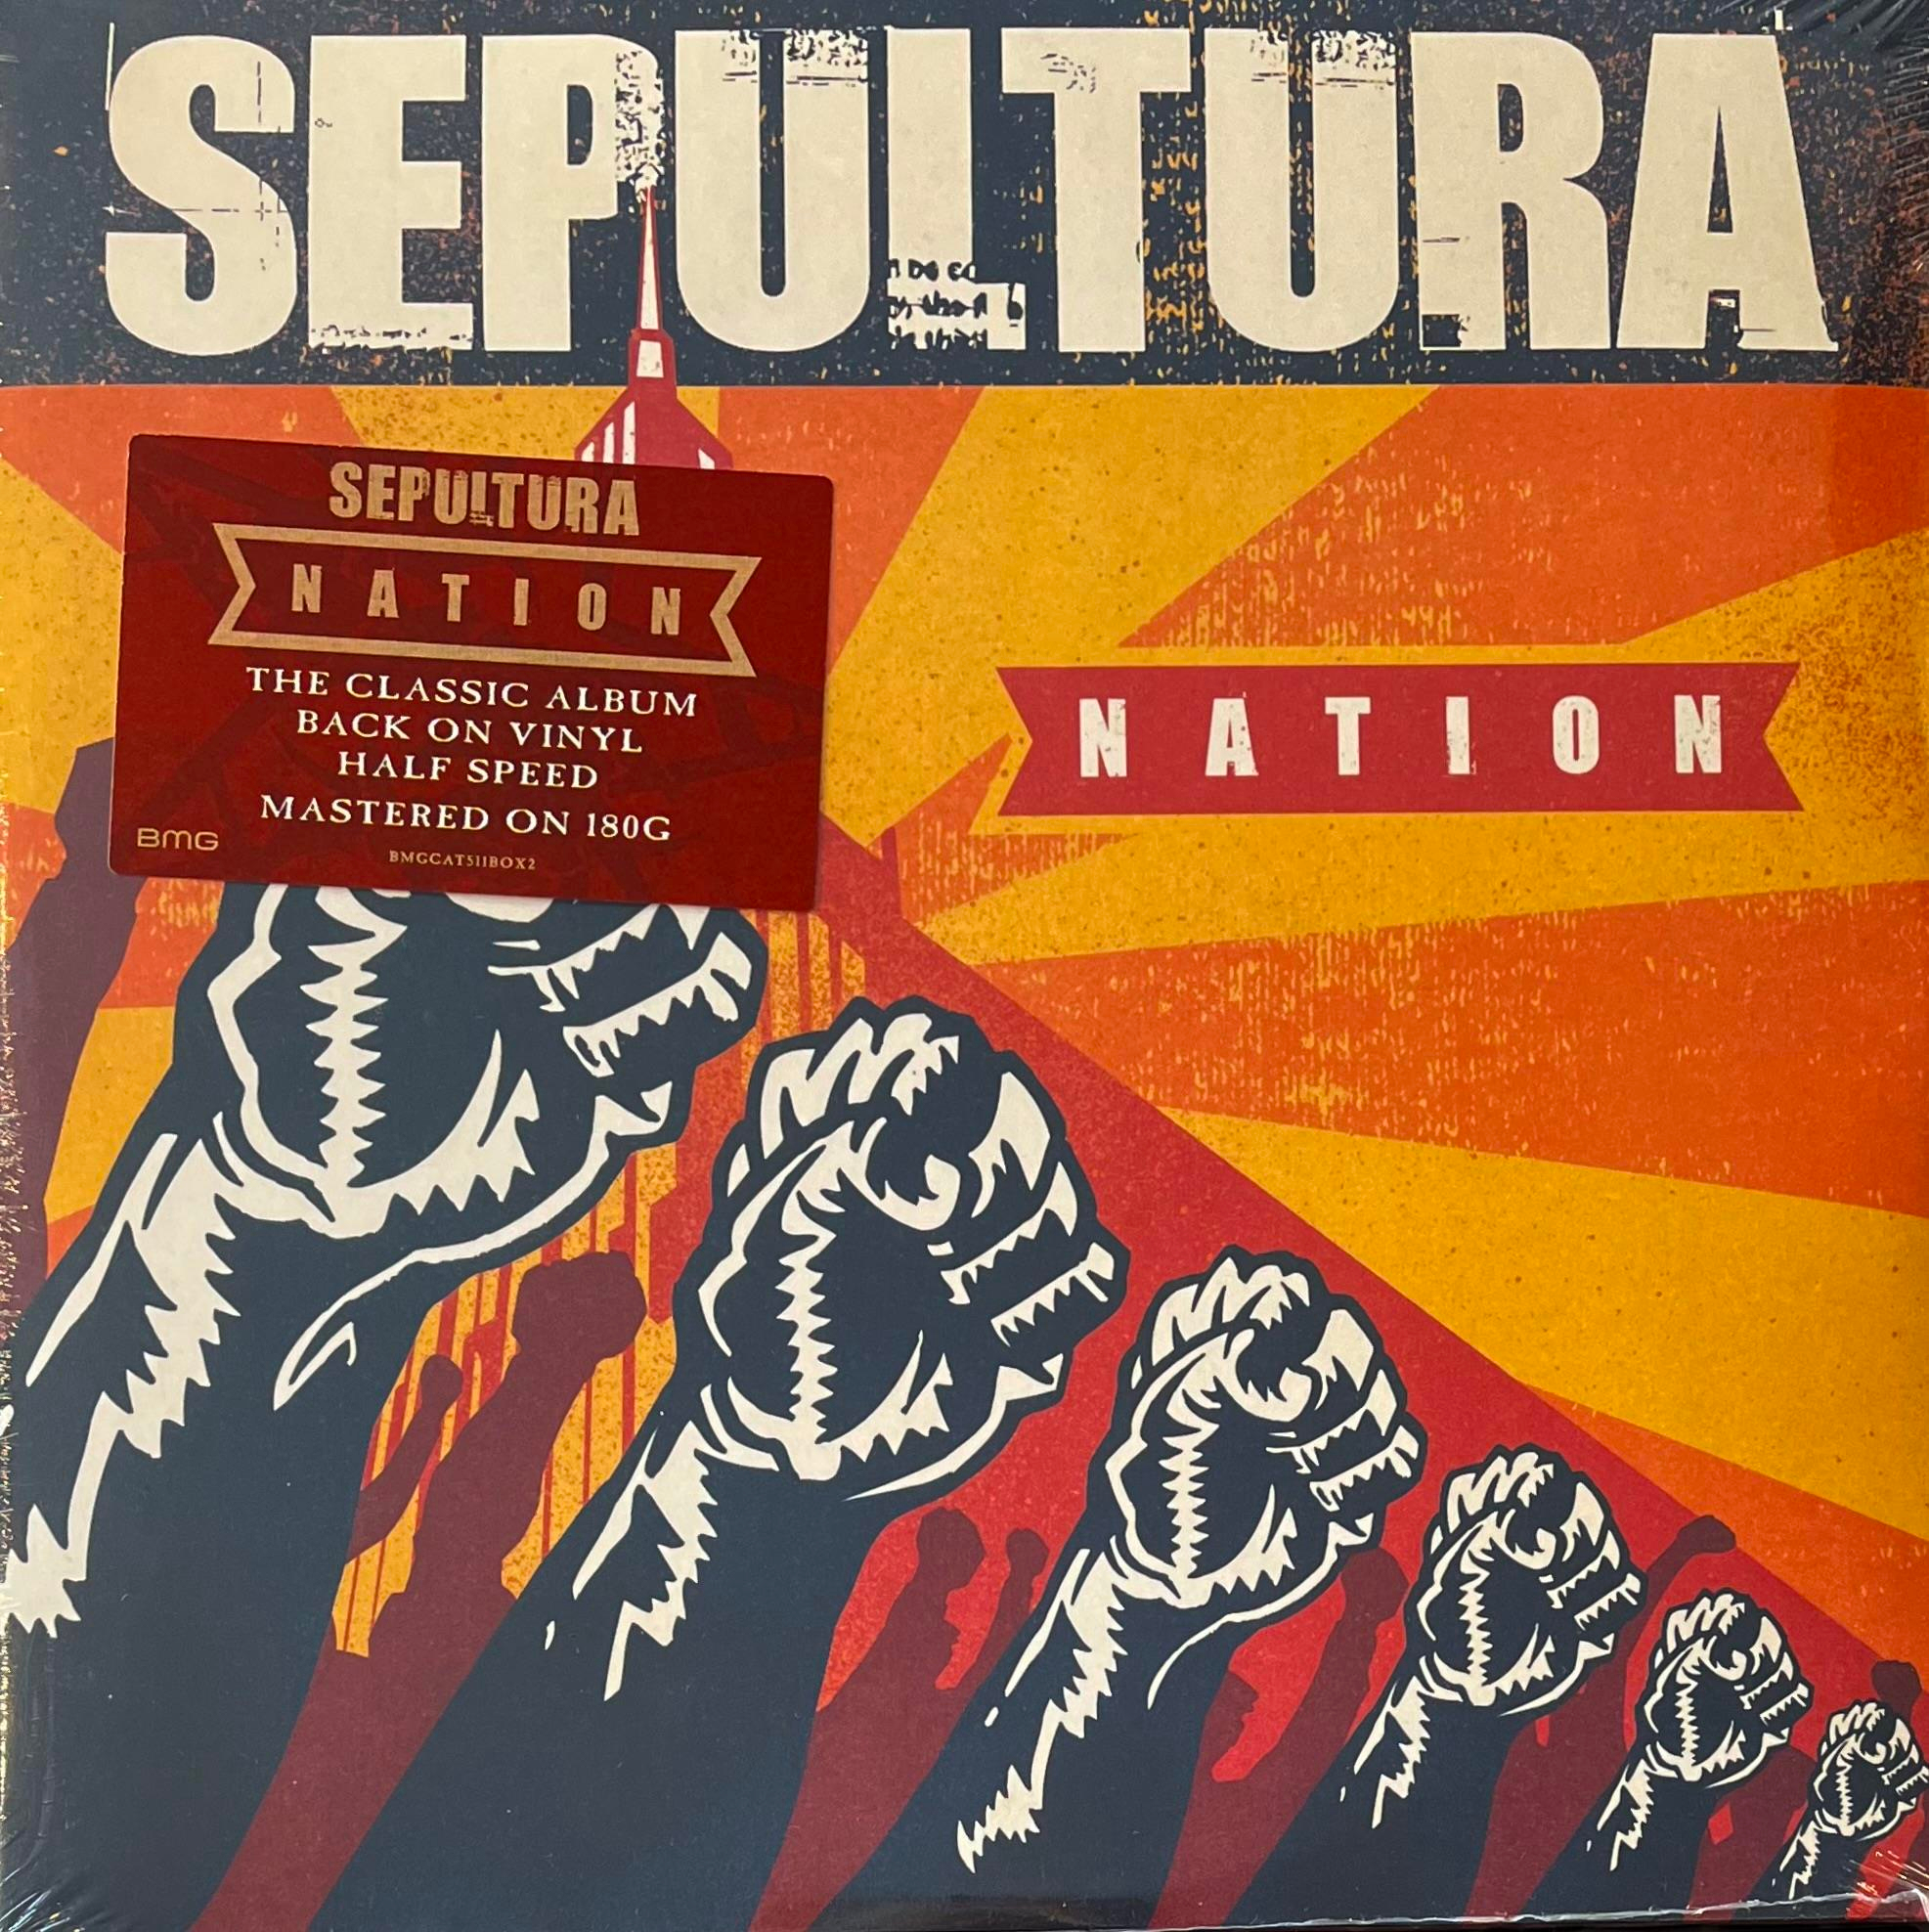 SEPULTURA
SEPULTURA
NATION
THE CLASSIC ALBUM
BACK ON VINYL
HALF SPEED
MASTERED ON 180G
BMG
BMGCAT511BOX2
NATION